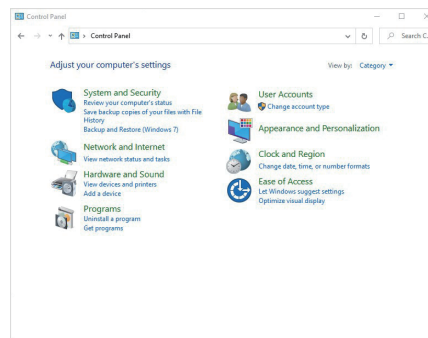 Control Panel
Control Panel
Search C
Adjust your computer's settings
View by: Category
System and Security
Review your computer's status
Save backup copies of your files with File
History
Backup and Restore (Windows 7)
Network and Internet
View network status and tasks
Hardware and Sound
View devices and printers
Add a device
Programs
Uninstall a program
Get programs
User Accounts
Change account type
Appearance and Personalization
Clock and Region
Change date, time, or number formats
Ease of Access
Let Windows suggest settings
Optimize visual display